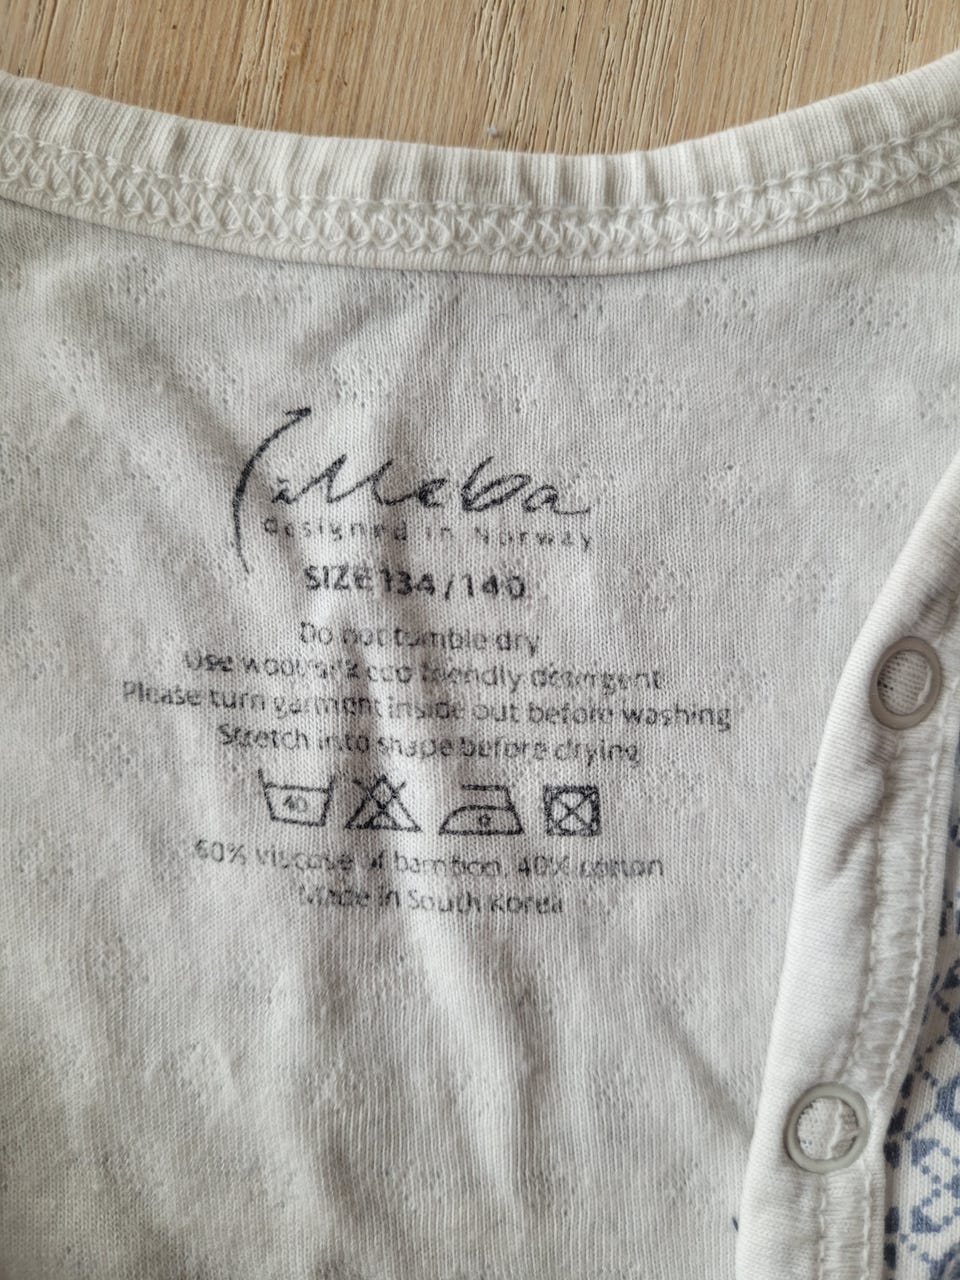 designed in Norway
SIZE 134/140
Do not tumble dry
Use wool/silk eco friendly detergent
Please turn garment inside out before washing
Stretch into shape before drying
40
60% viscose of bamboo, 40% cotton
Made in South Korea